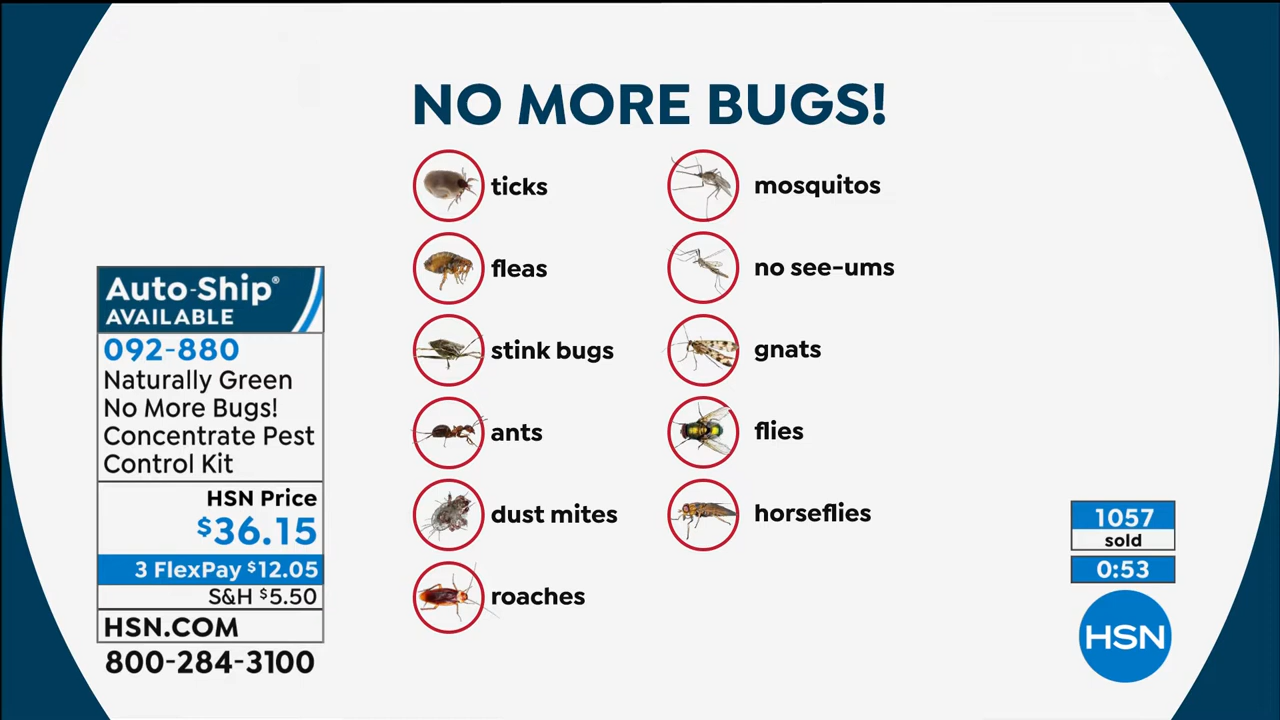 NO MORE BUGS!
ticks
fleas
stink bugs
ants
dust mites
roaches
mosquitos
no see-ums
gnats
flies
horseflies
Auto-Ship®
AVAILABLE
092-880
Naturally Green
No More Bugs!
Concentrate Pest
Control Kit
HSN Price
$36.15
3 FlexPay $12.05
S&H $5.50
HSN.COM
800-284-3100
1057
sold
0:53
HSN